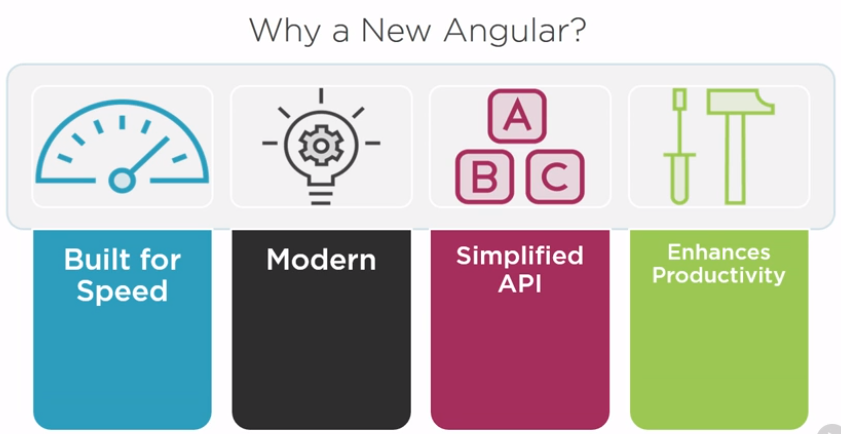 Why a New Angular?
A
B C
Built for
Speed
Modern
Simplified
API
Enhances
Productivity